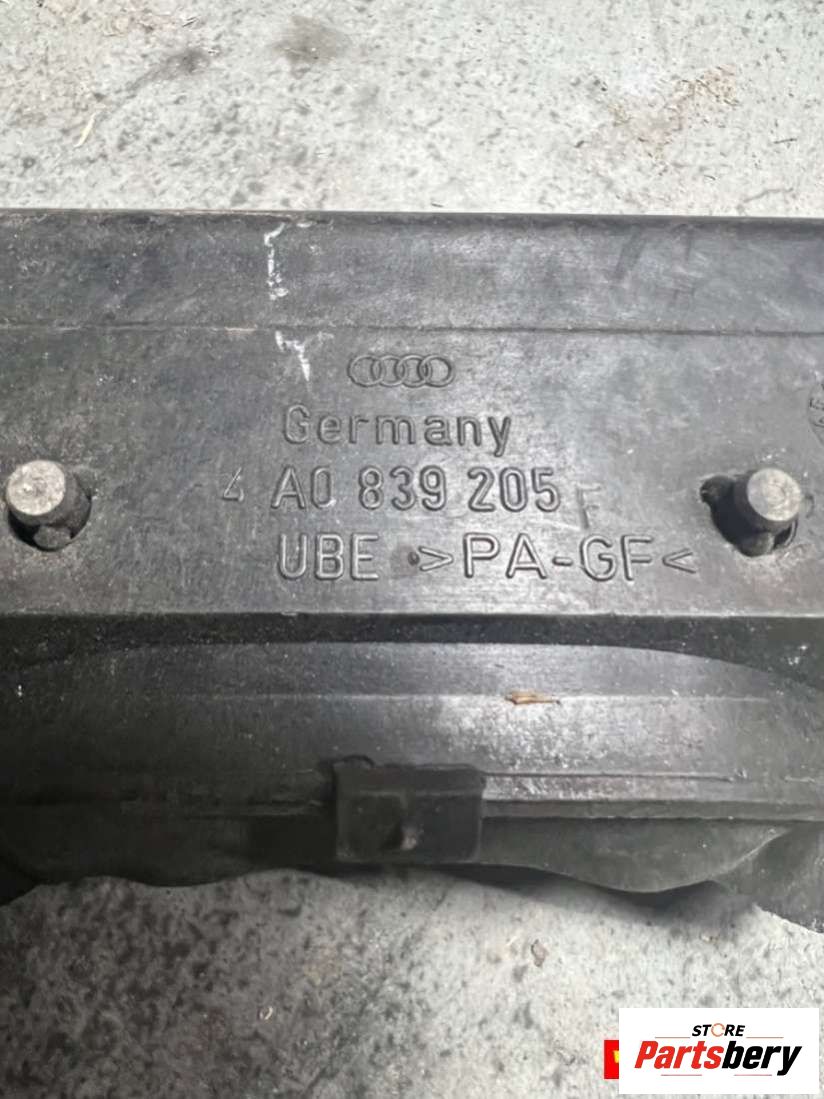 Germany
4 A0 839 205 F
UBE >PA-GF<
STORE
Partsbery